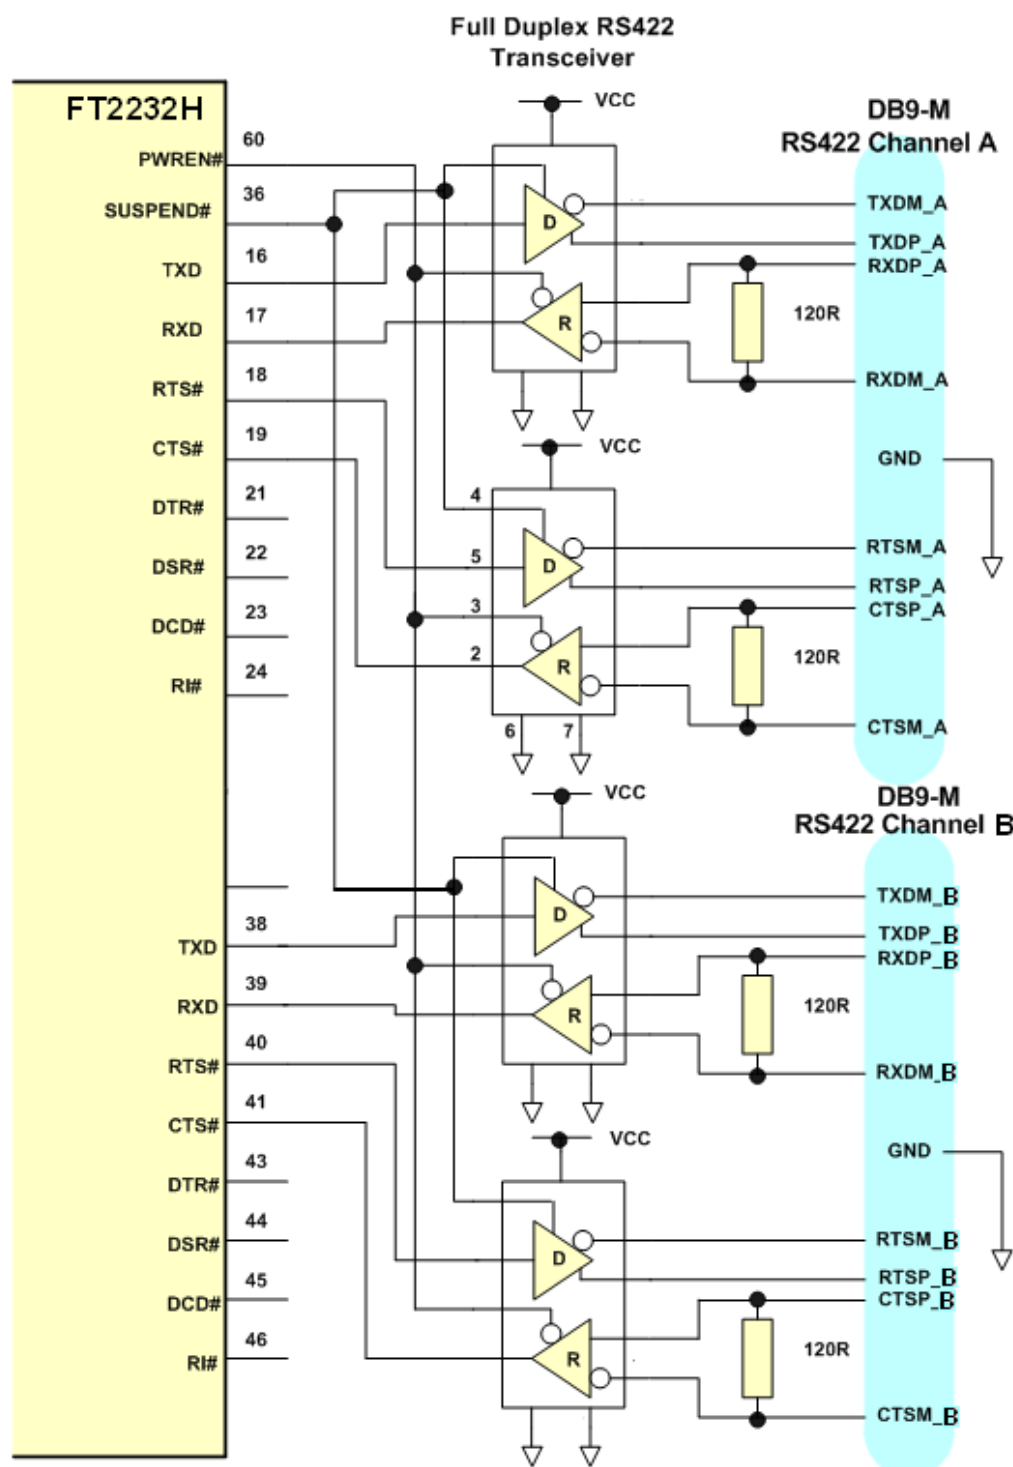 Full Duplex RS422
Transceiver
FT2232H
VCC
DB9-M
RS422 Channel A
60
PWREN#
36
SUSPEND#
TXDM_A
D
TXDP_A
16
TXD
RXDP_A
17
RXD
R
120R
18
RTS#
RXDM_A
19
CTS#
VCC
GND
21
DTR#
4
22
DSR#
5
D
RTSM_A
RTSP_A
23
DCD#
3
CTSP_A
24
RI#
2
R
120R
6
7
CTSM_A
VCC
DB9-M
RS422 Channel B
TXDM_B
38
TXD
D
TXDP_B
RXDP_B
39
RXD
R
120R
40
RTS#
RXDM_B
41
CTS#
VCC
GND
43
DTR#
44
DSR#
D
RTSM_B
RTSP_B
45
DCD#
CTSP_B
46
RI#
R
120R
CTSM_B